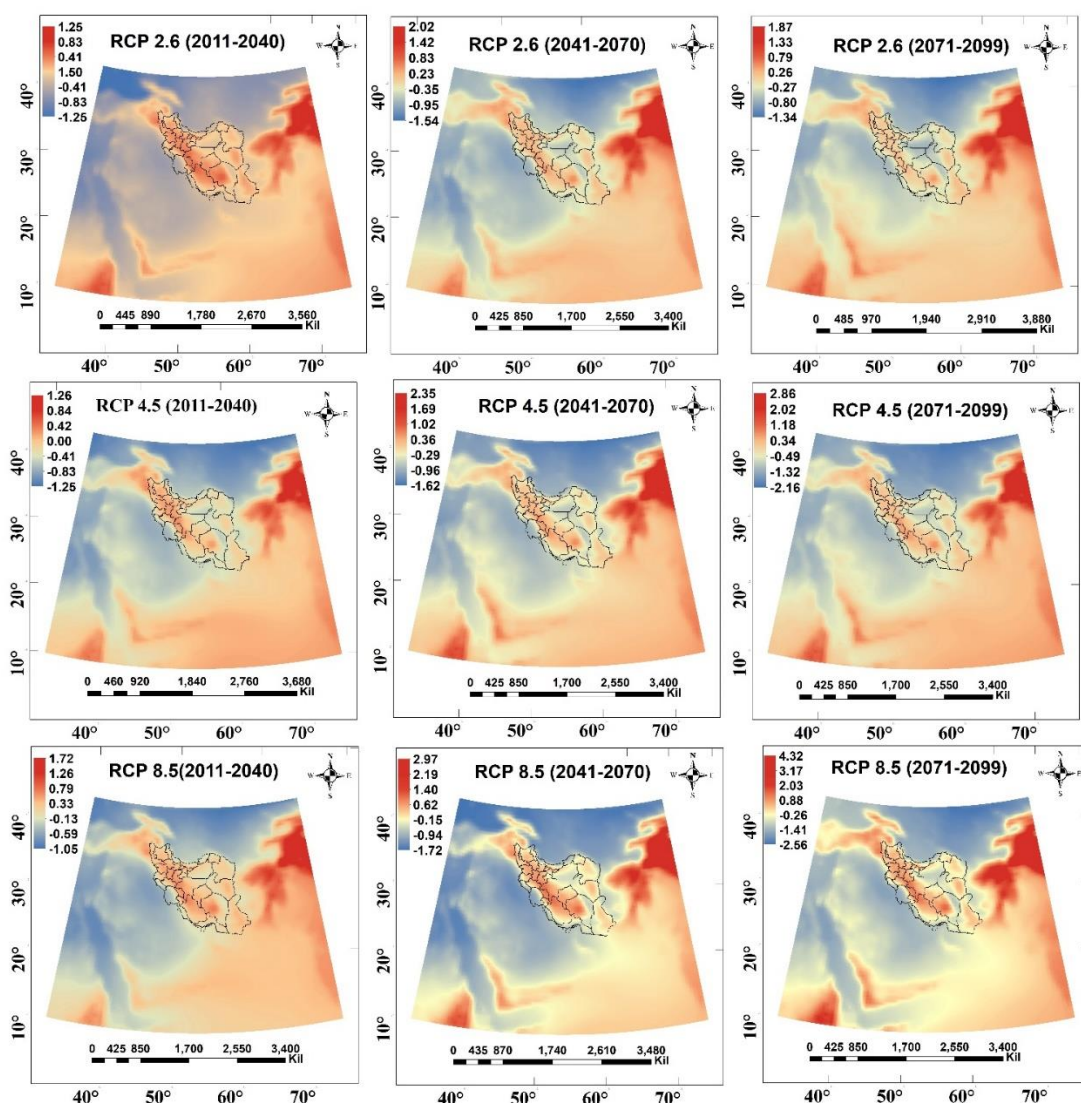 RCP 2.6 (2011-2040)
1.25
0.83
0.41
1.50
-0.41
-0.83
-1.25
N
W
E
S
40°
30°
20°
10°
0 445 890 1,780 2,670 3,560
Kil
40° 50° 60° 70°
RCP 2.6 (2041-2070)
2.02
1.42
0.83
0.23
-0.35
-0.95
-1.54
N
W E
S
0 425 850 1,700 2,550 3,400
Kil
40° 50° 60° 70°
RCP 2.6 (2071-2099)
1.87
1.33
0.79
0.26
-0.27
-0.80
-1.34
N
W E
S
0 485 970 1,940 2,910 3,880
Kil
40° 50° 60° 70°
RCP 4.5 (2011-2040)
1.26
0.84
0.42
0.00
-0.41
-0.83
-1.25
N
W E
S
40°
30°
20°
10°
0 460 920 1,840 2,760 3,680
Kil
40° 50° 60° 70°
RCP 4.5 (2041-2070)
2.35
1.69
1.02
0.36
-0.29
-0.96
-1.62
N
W
S
0 425 850 1,700 2,550 3,400
Kil
40° 50° 60° 70°
RCP 4.5 (2071-2099)
2.86
2.02
1.18
0.34
-0.49
-1.32
-2.16
N
W E
S
0 425 850 1,700 2,550 3,400
Kil
40° 50° 60° 70°
RCP 8.5(2011-2040)
1.72
1.26
0.79
0.33
-0.13
-0.59
-1.05
N
W E
S
40°
30°
20°
10°
0 425 850 1,700 2,550 3,400
Kil
40° 50° 60° 70°
RCP 8.5 (2041-2070)
2.97
2.19
1.40
0.62
-0.15
-0.94
-1.72
N
W E
S
0 435 870 1,740 2,610 3,480
Kil
40° 50° 60° 70°
RCP 8.5 (2071-2099)
4.32
3.17
2.03
0.88
-0.26
-1.41
-2.56
N
W E
S
0 425 850 1,700 2,550 3,400
Kil
40° 50° 60° 70°